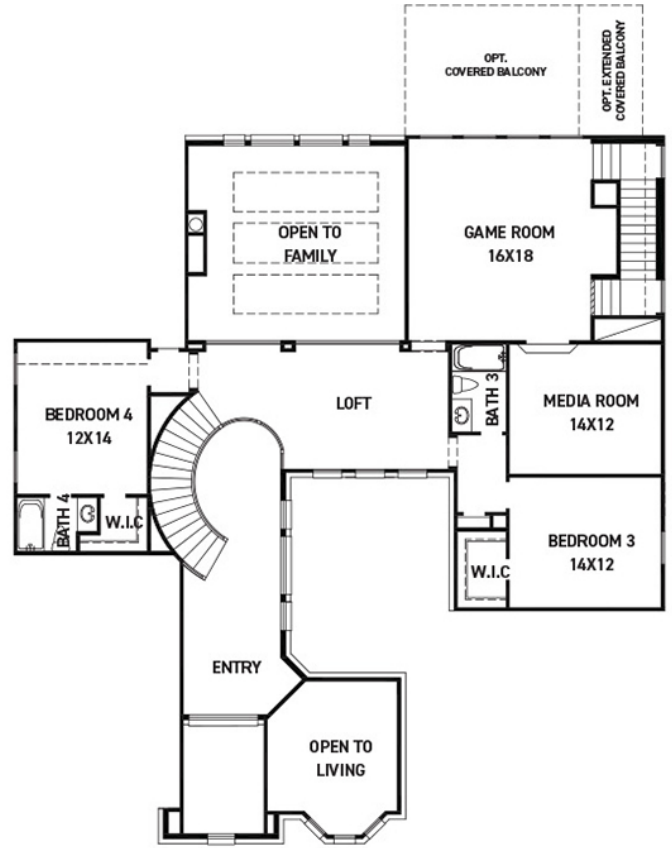 OPT.
COVERED BALCONY
OPT. EXTENDED
COVERED BALCONY
OPEN TO
FAMILY
GAME ROOM
16X18
BEDROOM 4
12X14
LOFT
BATH 3
MEDIA ROOM
14X12
BATH 4
W.I.C
BEDROOM 3
14X12
W.I.C
ENTRY
OPEN TO
LIVING